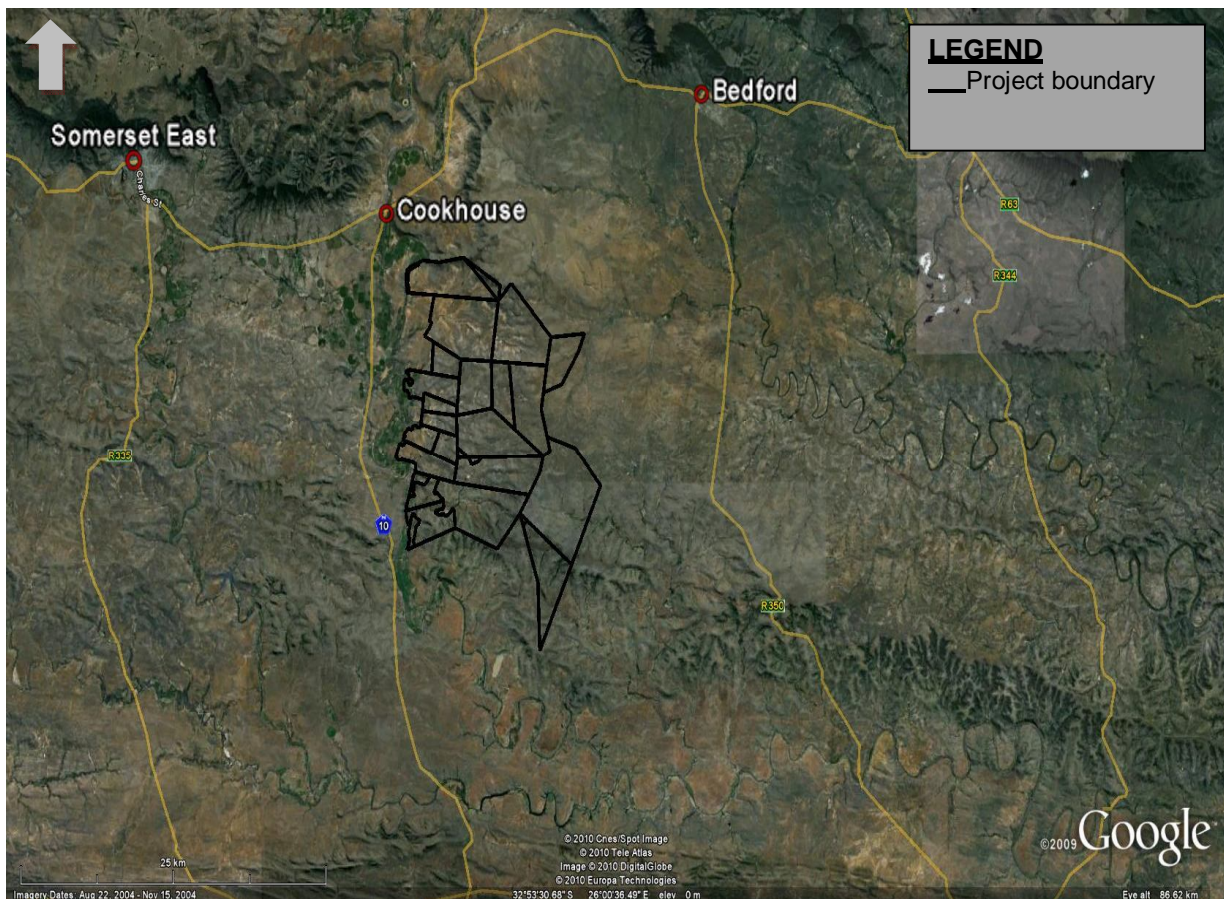 LEGEND
Project boundary
Bedford
Somerset East
Charles St
Cookhouse
R63
R344
R335
N
10
R350
©2009 Google
© 2010 Cnes/Spot Image
© 2010 Tele Atlas
Image © 2010 DigitalGlobe
© 2010 Europa Technologies
25 km
Imagery Dates: Aug 22, 2004 - Nov 15, 2004
32°53'30.68" S 26°00'36.49" E elev 0 m
Eye alt 86.62 km